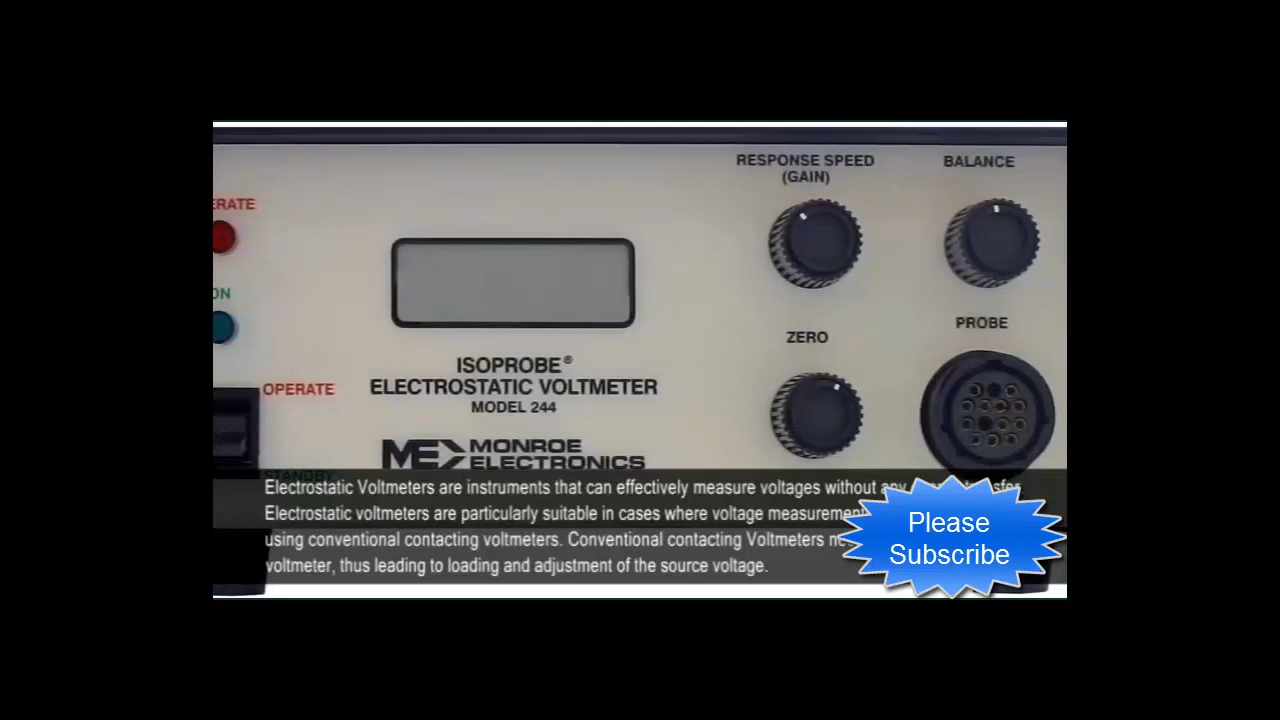 RESPONSE SPEED
(GAIN)
BALANCE
ERATE
ON
ZERO
PROBE
ISOPROBE®
ELECTROSTATIC VOLTMETER
MODEL 244
OPERATE
ME
MONROE
ELECTRONICS
STANDBY
Electrostatic Voltmeters are instruments that can effectively measure voltages without any
Electrostatic voltmeters are particularly suitable in cases where voltage measurement
using conventional contacting voltmeters. Conventional contacting Voltmeters
voltmeter, thus leading to loading and adjustment of the source voltage.
Please
Subscribe